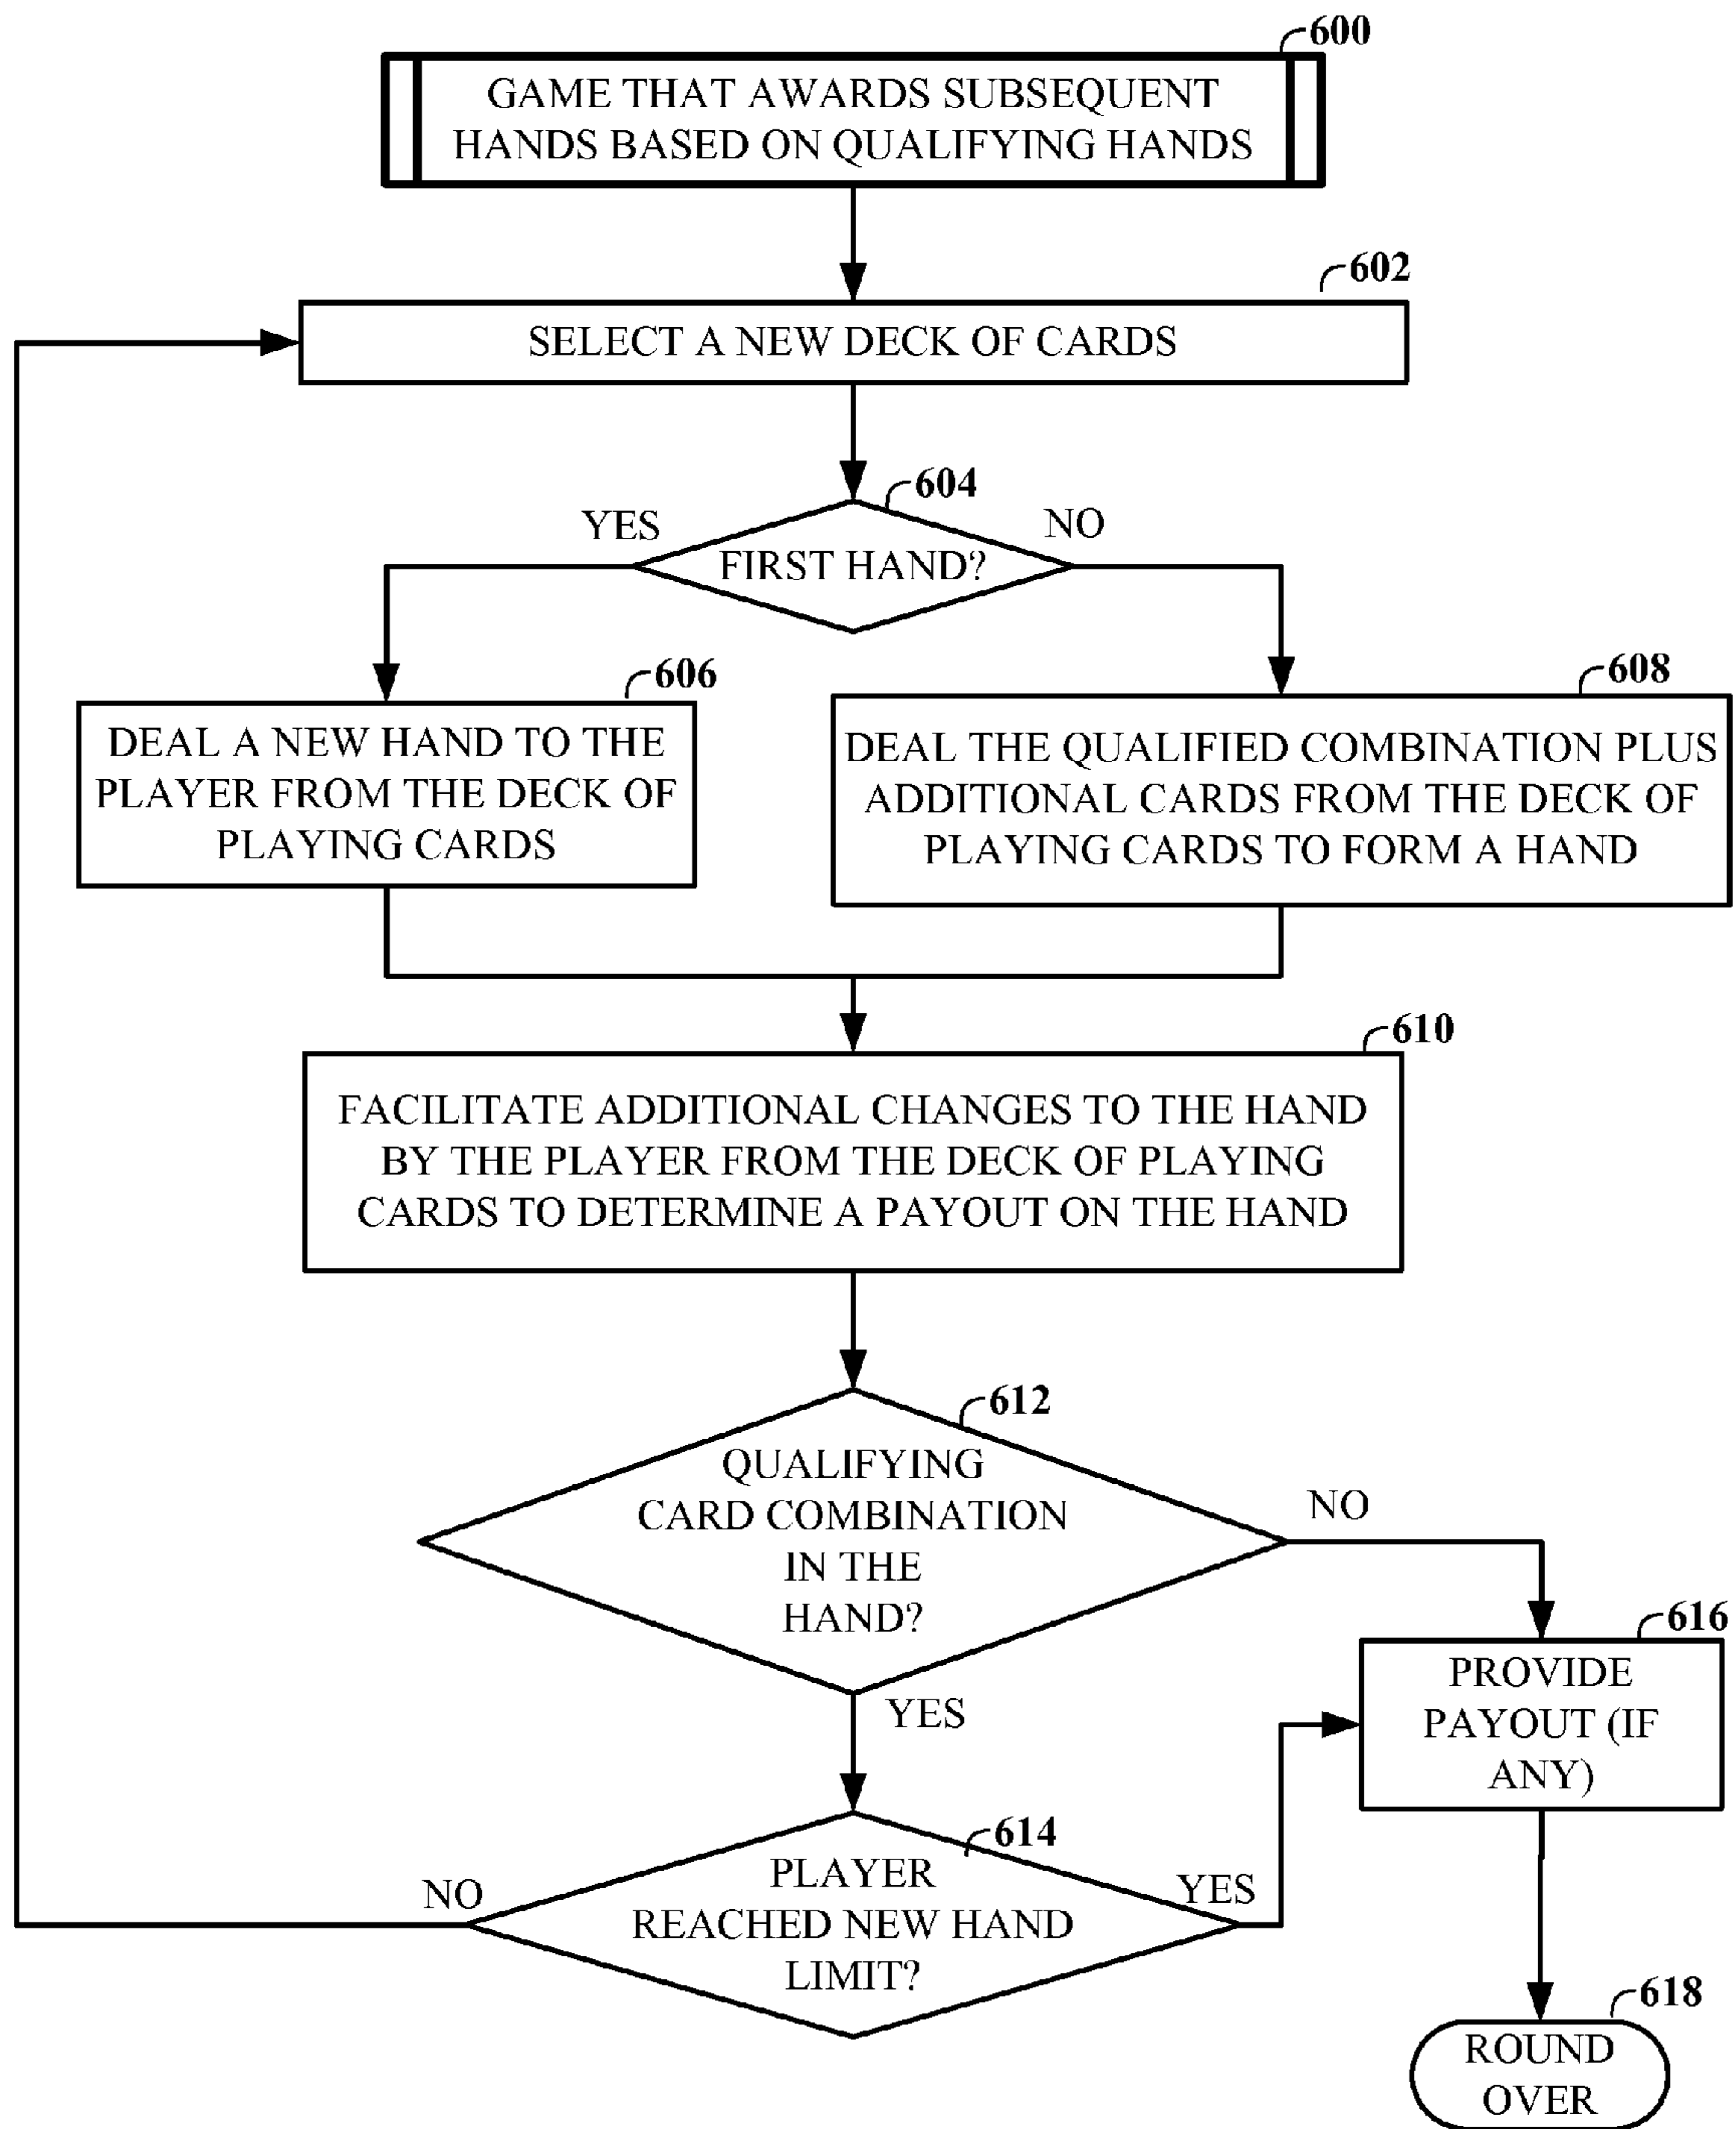 600
GAME THAT AWARDS SUBSEQUENT
HANDS BASED ON QUALIFYING HANDS
602
SELECT A NEW DECK OF CARDS
604
YES
NO
FIRST HAND?
606
DEAL A NEW HAND TO THE
PLAYER FROM THE DECK OF
PLAYING CARDS
608
DEAL THE QUALIFIED COMBINATION PLUS
ADDITIONAL CARDS FROM THE DECK OF
PLAYING CARDS TO FORM A HAND
610
FACILITATE ADDITIONAL CHANGES TO THE HAND
BY THE PLAYER FROM THE DECK OF PLAYING
CARDS TO DETERMINE A PAYOUT ON THE HAND
612
QUALIFYING
CARD COMBINATION
IN THE
HAND?
NO
YES
616
PROVIDE
PAYOUT (IF
ANY)
614
PLAYER
REACHED NEW HAND
LIMIT?
NO
YES
618
ROUND
OVER